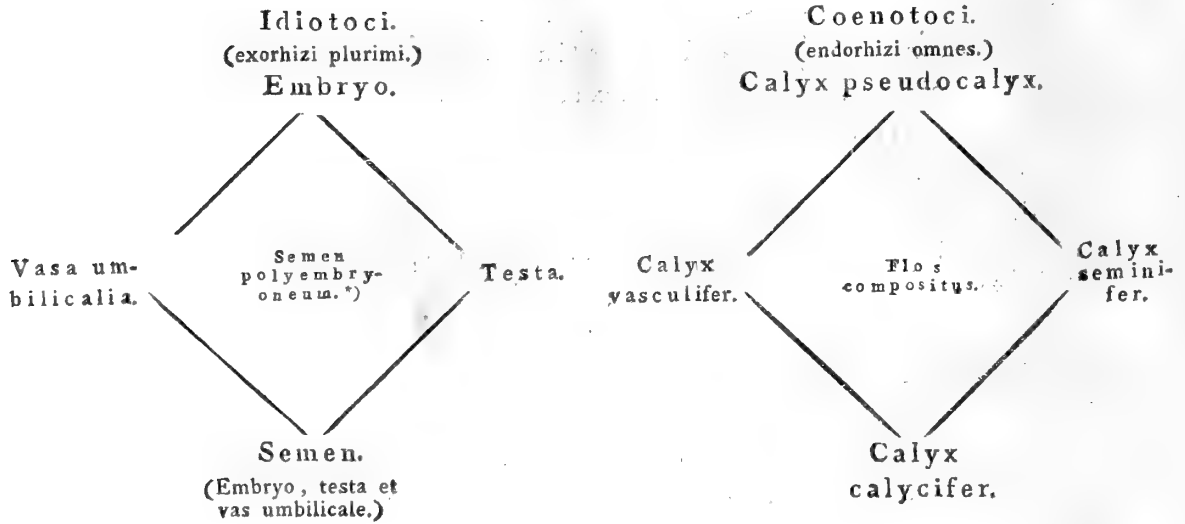 Idiotoci.
(exorhizi plurimi.)
Embryo.
Vasa um-
bilicalia.
Semen
polyembry-
oneum. *)
Testa.
Semen.
(Embryo, testa et
vas umbilicale.)
Coenotoci.
(endorhizi omnes.)
Calyx pseudocalyx.
Calyx
vasculifer.
Flos
compositus.
Calyx
semini-
fer.
Calyx
calycifer.